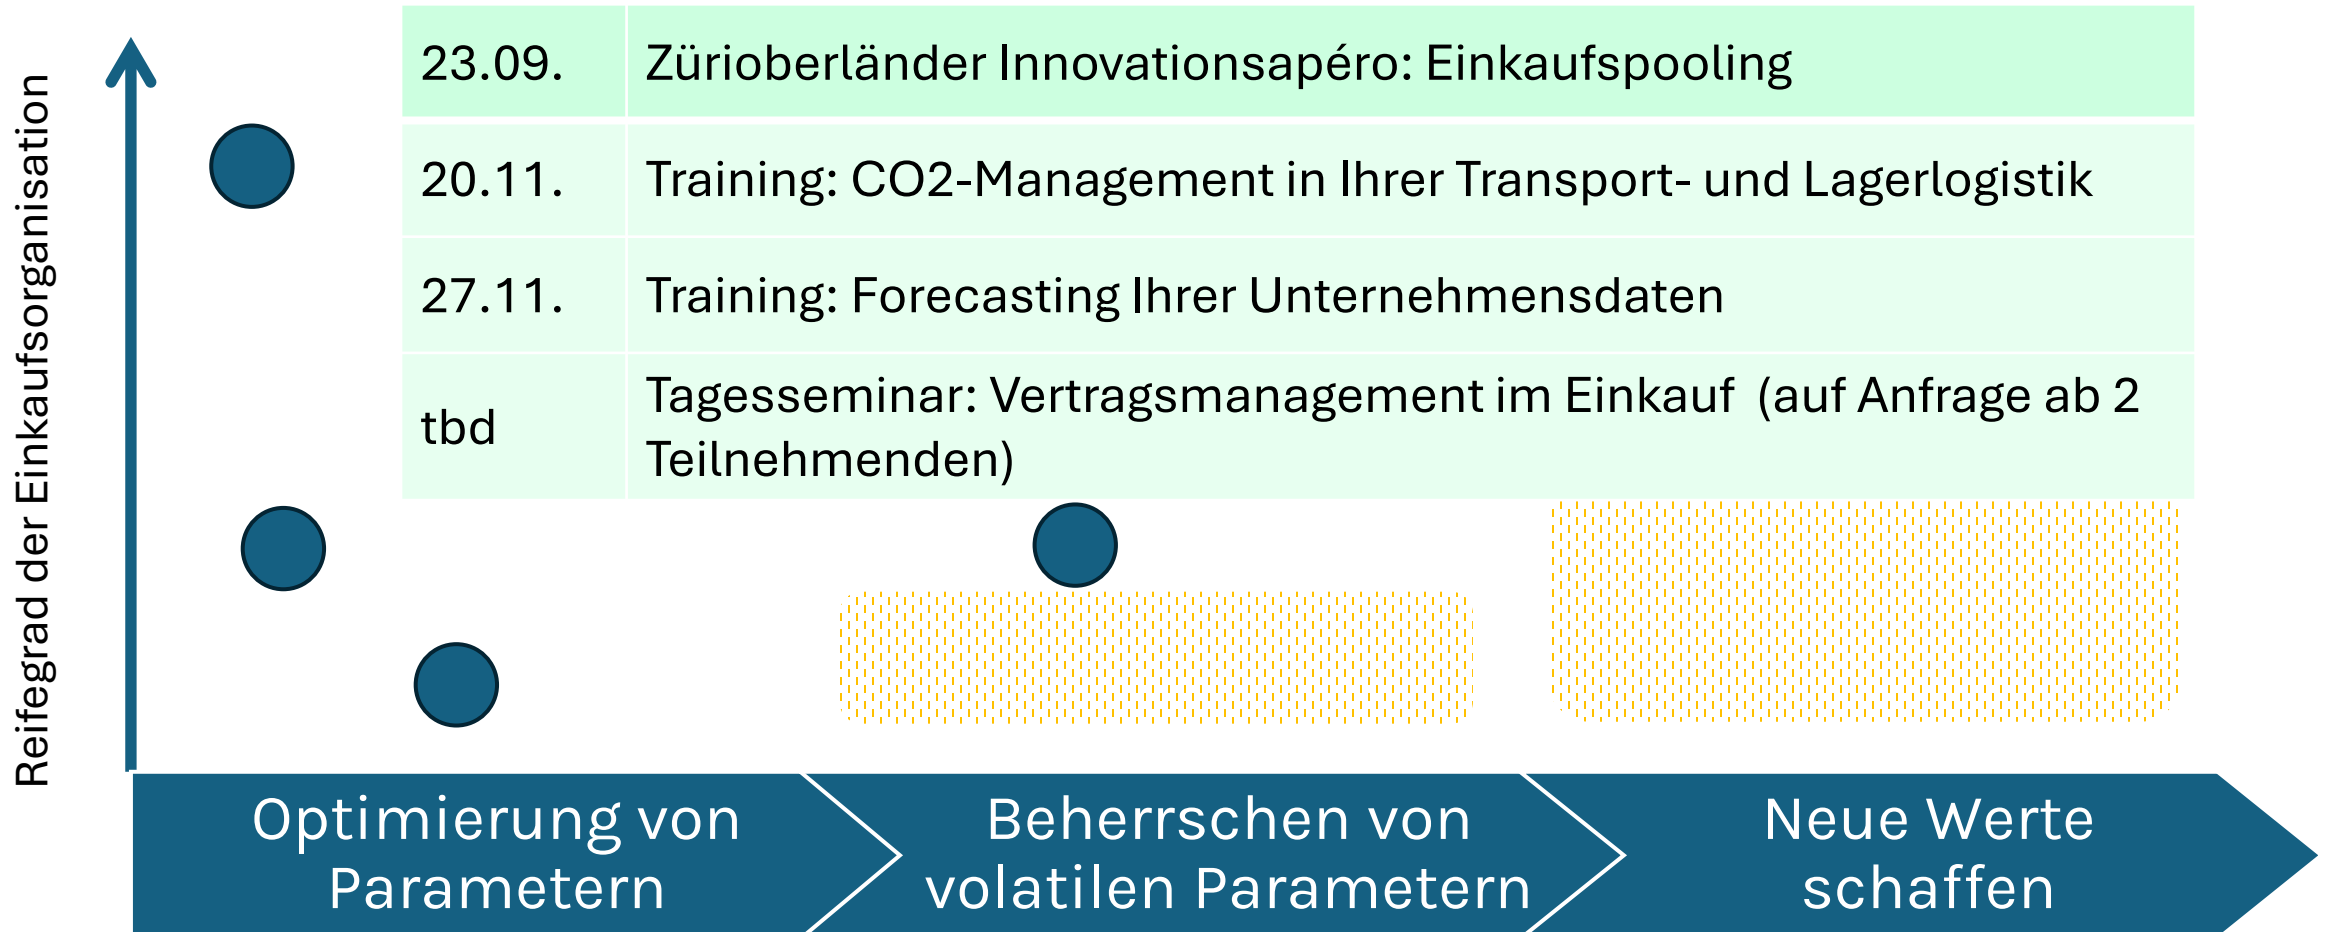 Reifegrad der Einkaufsorganisation
23.09. Zürioberländer Innovationsapéro: Einkaufspooling
20.11. Training: CO2-Management in Ihrer Transport- und Lagerlogistik
27.11. Training: Forecasting Ihrer Unternehmensdaten
tbd Tagesseminar: Vertragsmanagement im Einkauf (auf Anfrage ab 2
Teilnehmenden)
Optimierung von
Parametern
Beherrschen von
volatilen Parametern
Neue Werte
schaffen